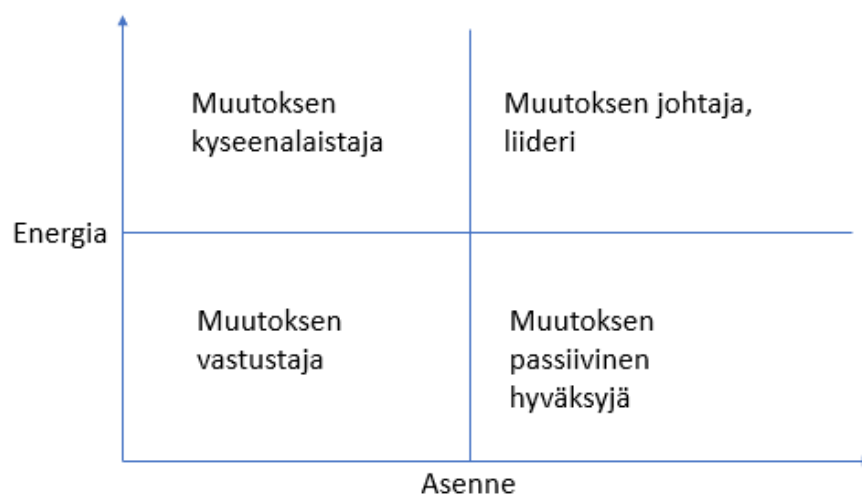 Muutoksen
kyseenalaistaja
Muutoksen johtaja,
liideri
Energia
Muutoksen
vastustaja
Muutoksen
passiivinen
hyväksyjä
Asenne